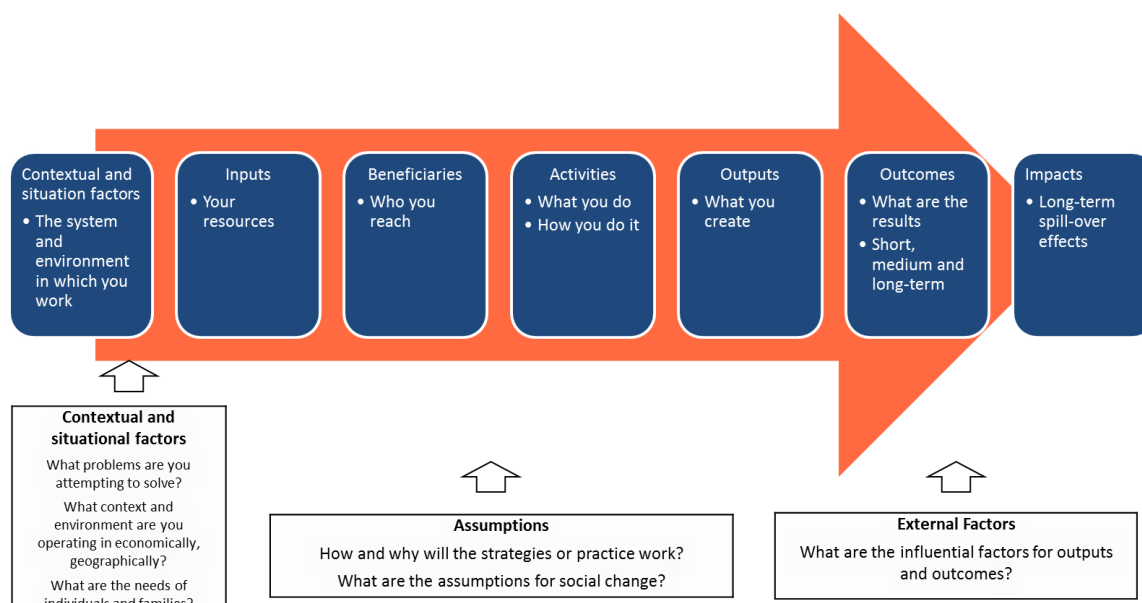 Contextual and
situation factors
• The system
and
environment
in which you
work
Inputs
• Your
resources
Beneficiaries
• Who you
reach
Activities
• What you do
• How you do it
Outputs
• What you
create
Outcomes
• What are the
results
• Short,
medium and
long-term
Impacts
• Long-term
spill-over
effects
Contextual and
situational factors
What problems are you
attempting to solve?
What context and
environment are you
operating in economically,
geographically?
What are the needs of
individuals and families?
Assumptions
How and why will the strategies or practice work?
What are the assumptions for social change?
External Factors
What are the influential factors for outputs
and outcomes?